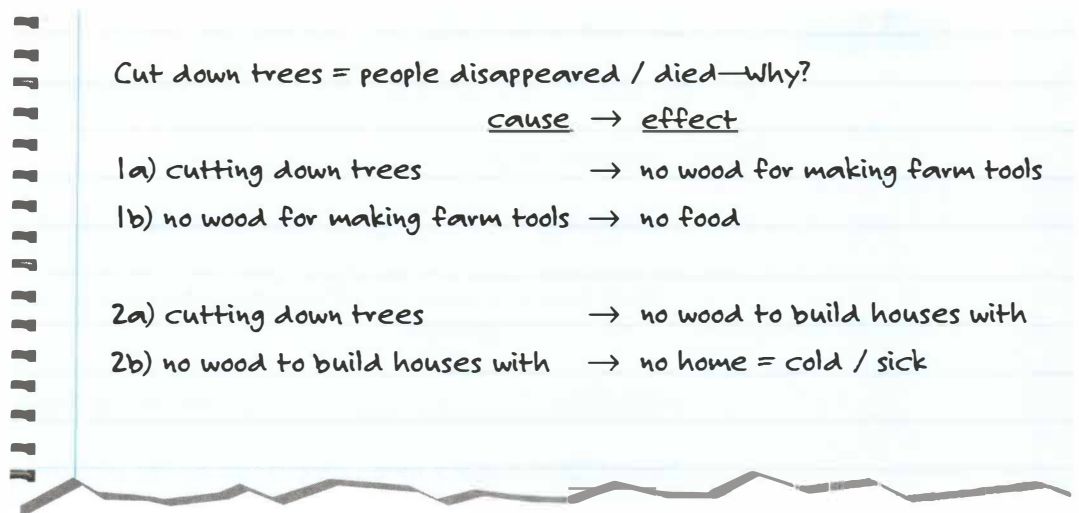 Cut down trees = people disappeared / died—Why?
cause → effect
1a) cutting down trees → no wood for making farm tools
1b) no wood for making farm tools → no food
2a) cutting down trees → no wood to build houses with
2b) no wood to build houses with → no home = cold / sick